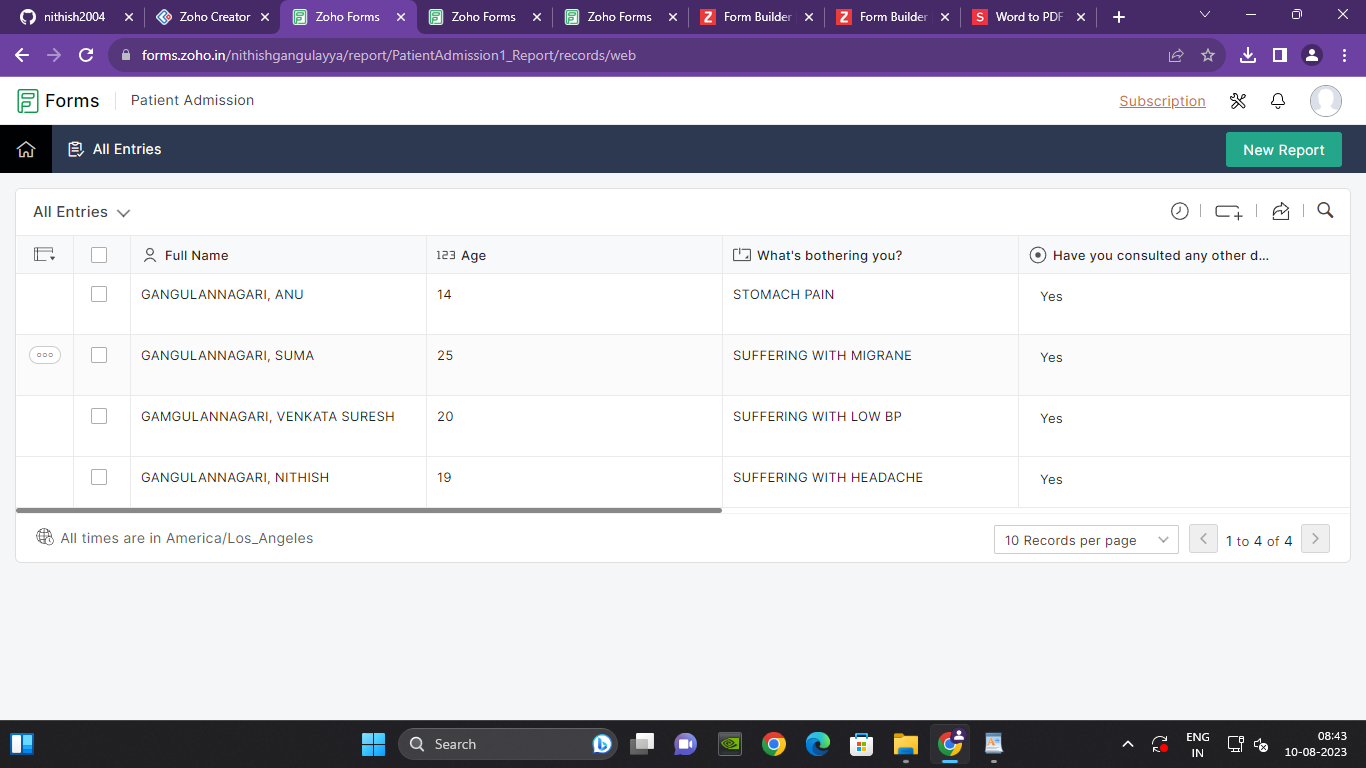 nithish2004
Zoho Creator
Zoho Forms
Zoho Forms
Zoho Forms
Form Builder
Form Builder
Word to PDF
forms.zoho.in/nithishgangulayya/report/PatientAdmission1_Report/records/web
Forms Patient Admission Subscription
All Entries New Report
All Entries
Full Name 123 Age What's bothering you? Have you consulted any other d...
GANGULANNAGARI, ANU 14 STOMACH PAIN Yes
GANGULANNAGARI, SUMA 25 SUFFERING WITH MIGRANE Yes
GAMGULANNAGARI, VENKATA SURESH 20 SUFFERING WITH LOW BP Yes
GANGULANNAGARI, NITHISH 19 SUFFERING WITH HEADACHE Yes
All times are in America/Los_Angeles 10 Records per page 1 to 4 of 4
Search
ENG
IN
08:43
10-08-2023